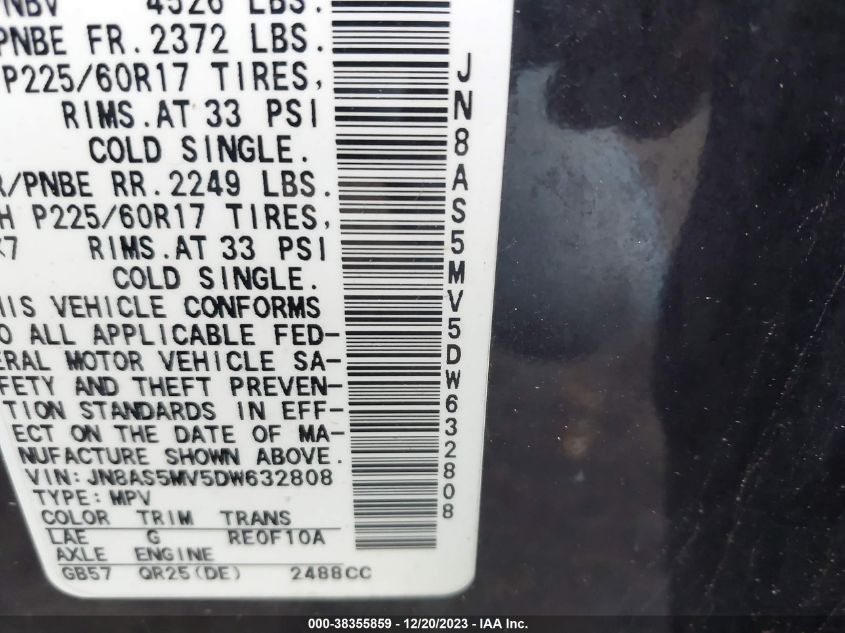 4526 LBS.
PNBE FR.2372 LBS.
P225/60R17 TIRES,
RIMS.AT 33 PSI
COLD SINGLE.
/PNBE RR.2249 LBS.
H P225/60R17 TIRES,
RIMS.AT 33 PSI
COLD SINGLE.
HIS VEHICLE CONFORMS
O ALL APPLICABLE FED-
ERAL MOTOR VEHICLE SA-
FETY AND THEFT PREVEN-
TION STANDARDS IN EFF-
ECT ON THE DATE OF MA-
NUFACTURE SHOWN ABOVE.
VIN: JN8AS5MV5DW632808
TYPE: MPV
COLOR TRIM TRANS
LAE G RE0F10A
AXLE ENGINE
GB57 QR25(DE) 2488CC
JN8AS5MV5DW632808
000-38355859 - 12/20/2023 - IAA Inc.